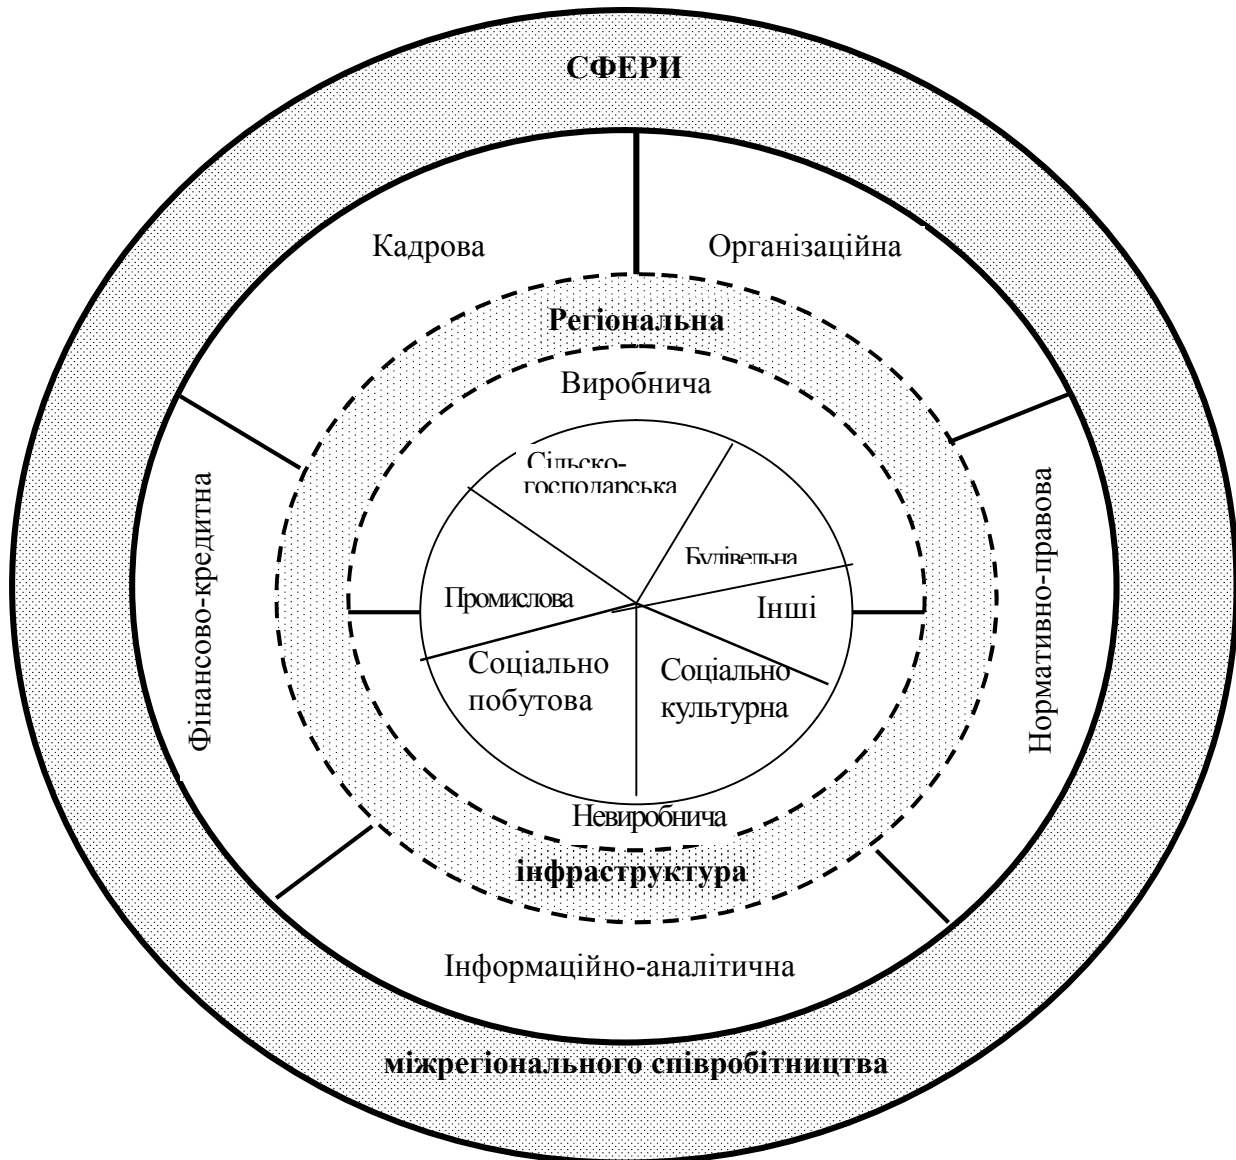 СФЕРИ
Кадрова
Організаційна
Регіональна
Виробнича
Сільско-
господарська
Будівельна
Промислова
Інші
Соціально
побутова
Соціально
культурна
Фінансово-кредитна
Нормативно-правова
Невиробнича
інфраструктура
Інформаційно-аналітична
міжрегіонального співробітництва